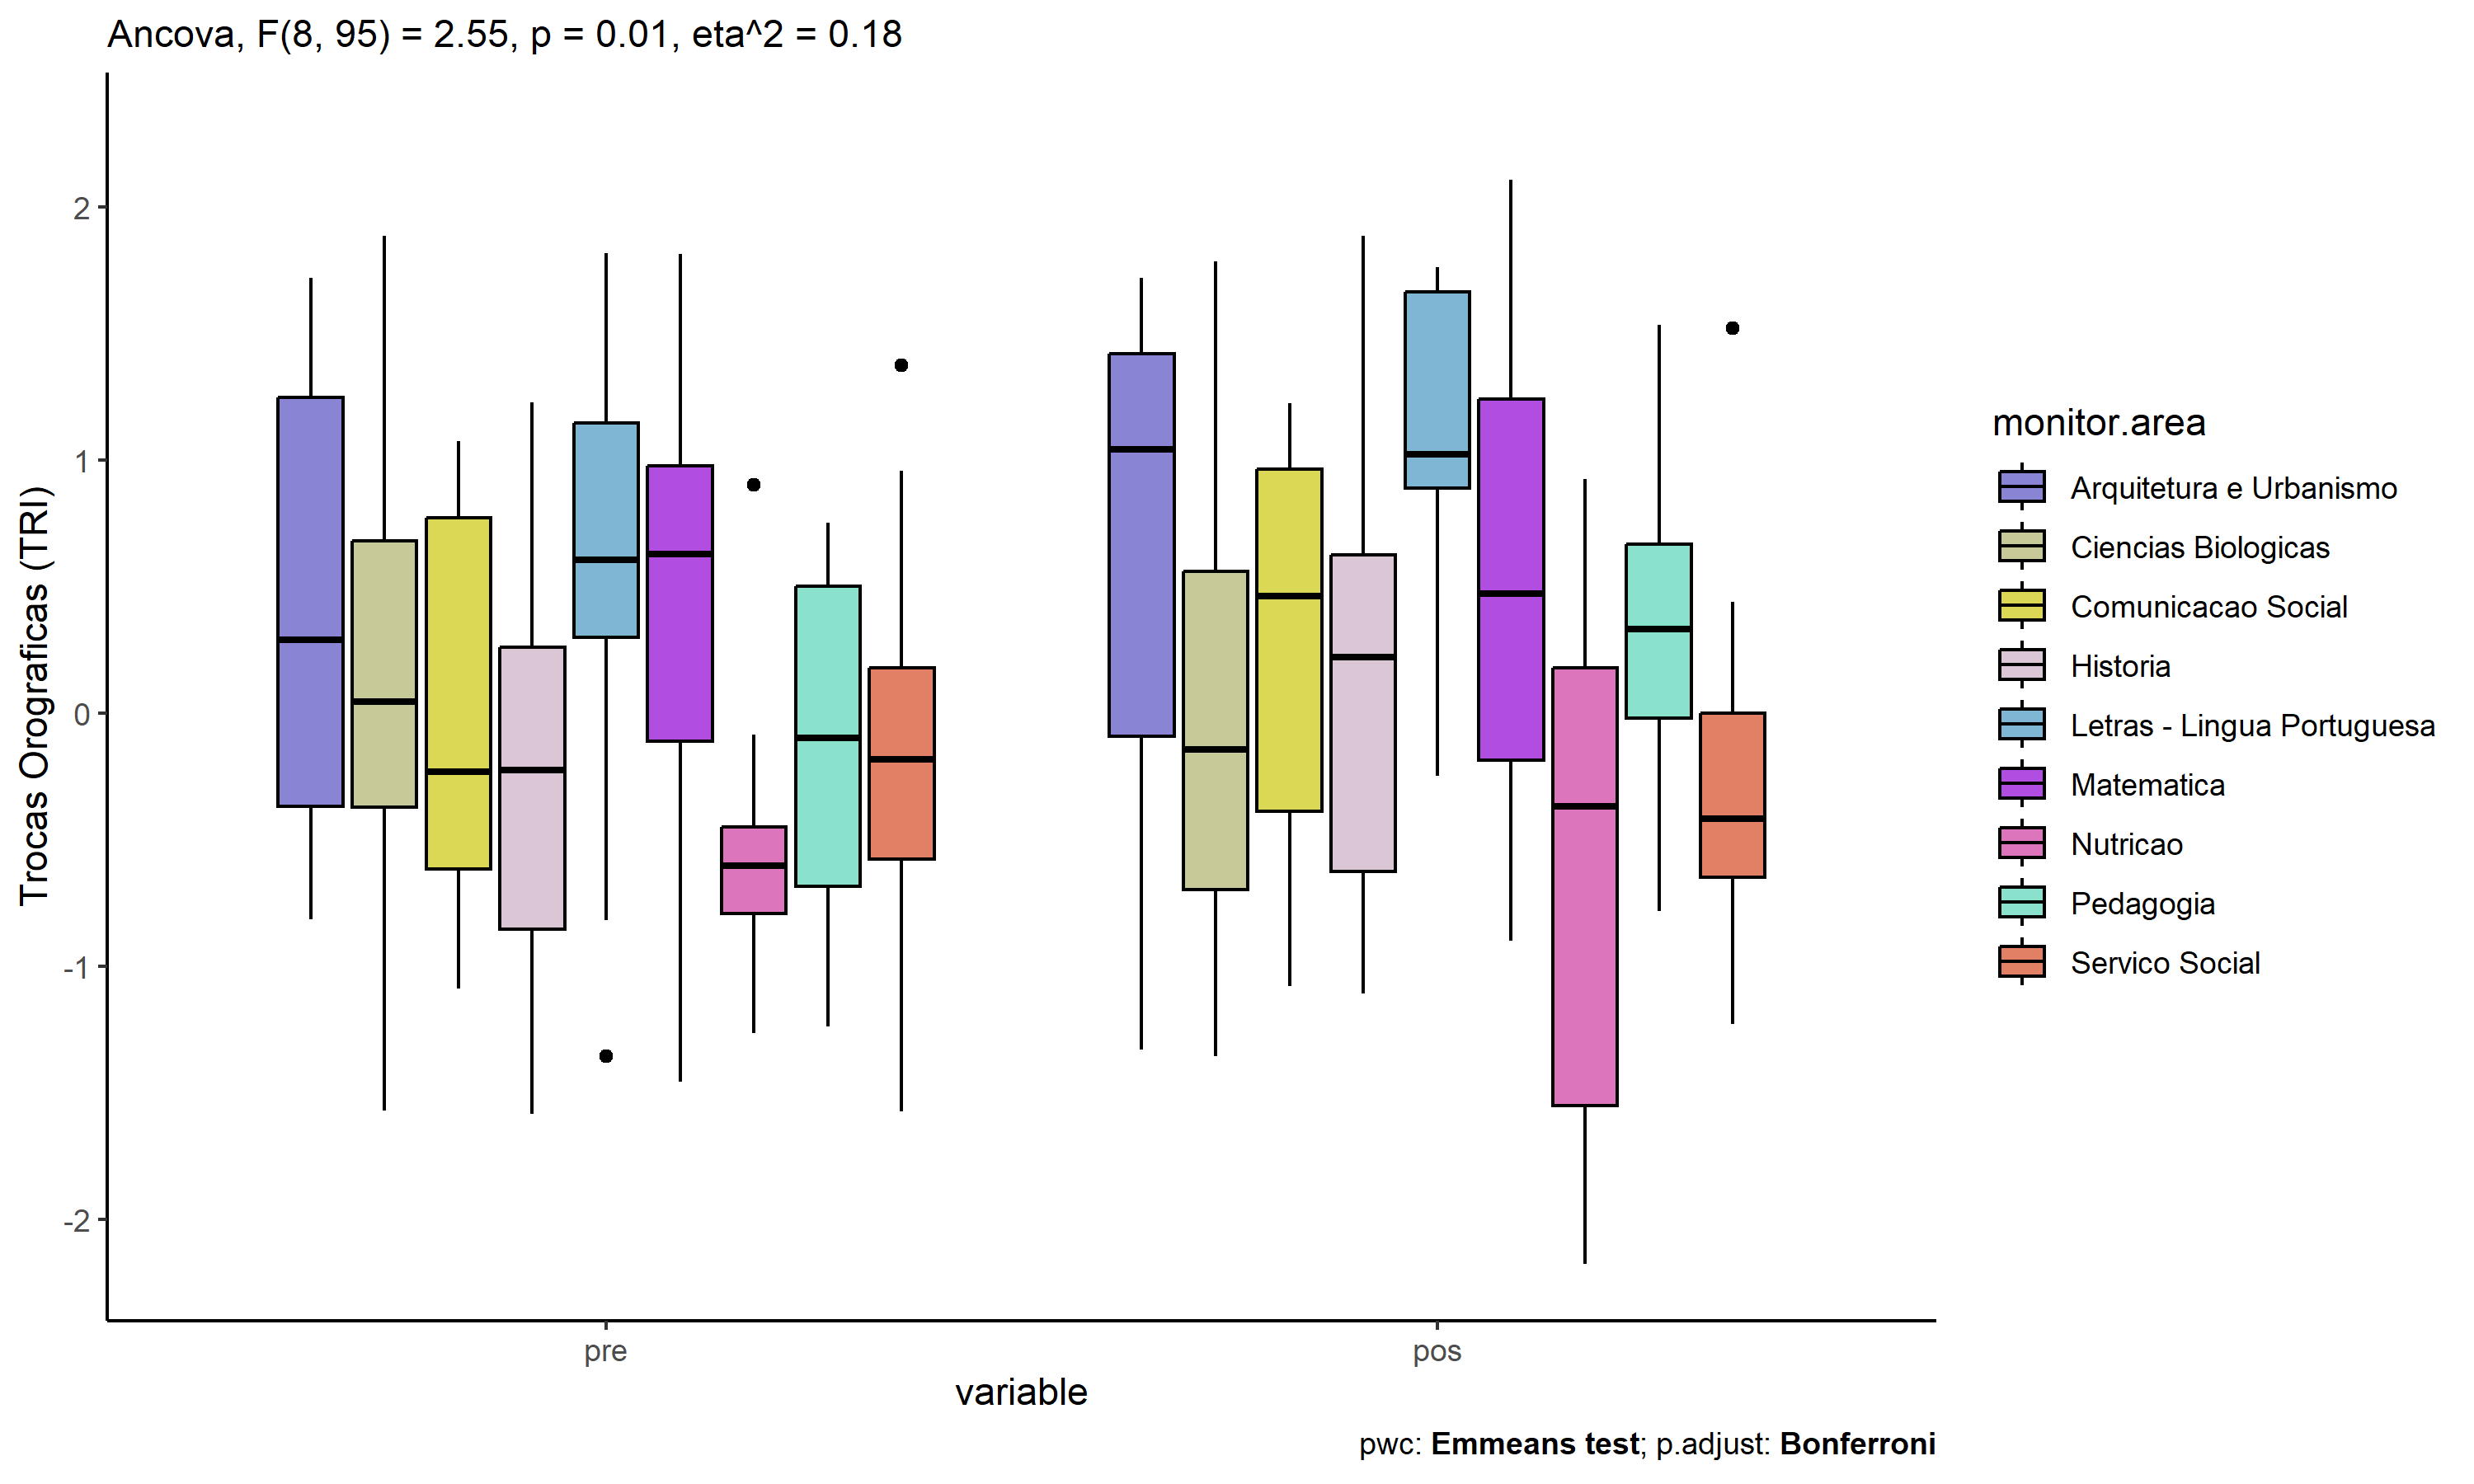 Ancova, F(8, 95) = 2.55, p = 0.01, eta^2 = 0.18
Trocas Orograficas (TRI)
2
1
0
-1
-2
pre
pos
variable
monitor.area
Arquitetura e Urbanismo
Ciencias Biologicas
Comunicacao Social
Historia
Letras - Lingua Portuguesa
Matematica
Nutricao
Pedagogia
Servico Social
pwc: Emmeans test; p.adjust: Bonferroni